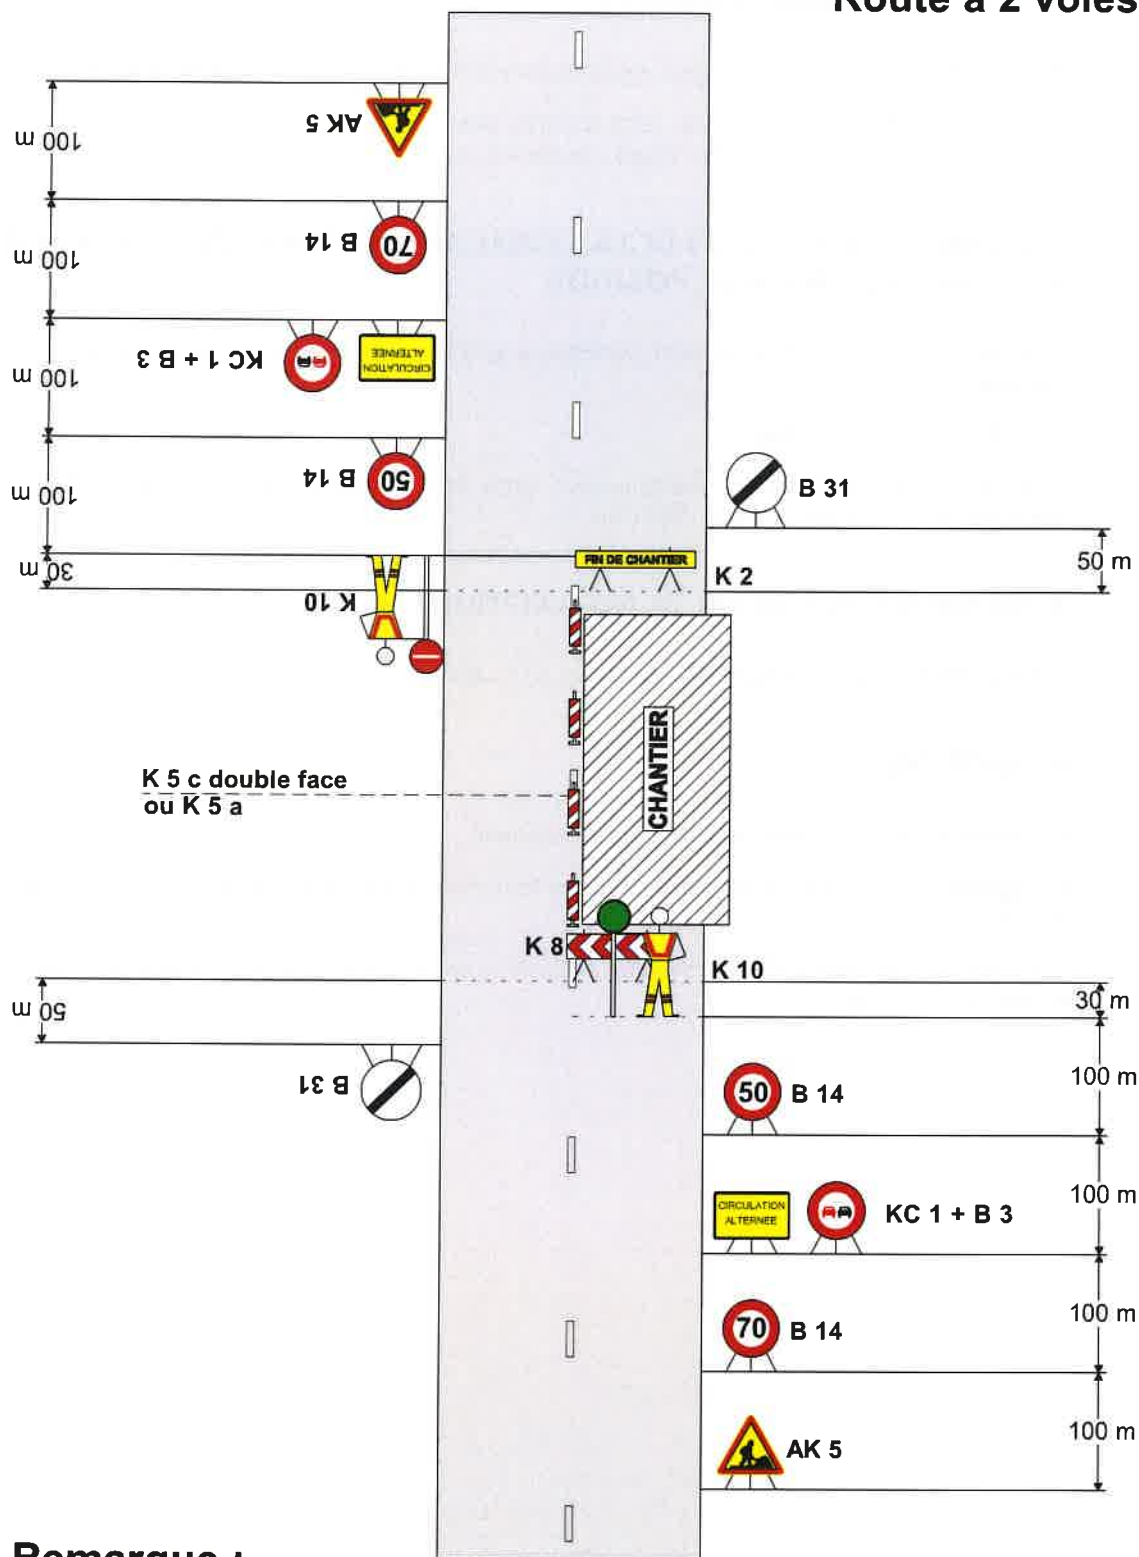 Route à 2 voies
100 m
AK 5
100 m
B 14
70
100 m
KC 1 + B 3
CIRCULATION
ALTERNEE
100 m
B 14
50
B 31
30 m
K 10
FIN DE CHANTIER
K 2
50 m
K 5 c double face
ou K 5 a
CHANTIER
K 8
K 10
50 m
30 m
B 31
50
B 14
100 m
CIRCULATION
ALTERNEE
KC 1 + B 3
100 m
70
B 14
100 m
AK 5
100 m
Remarque :